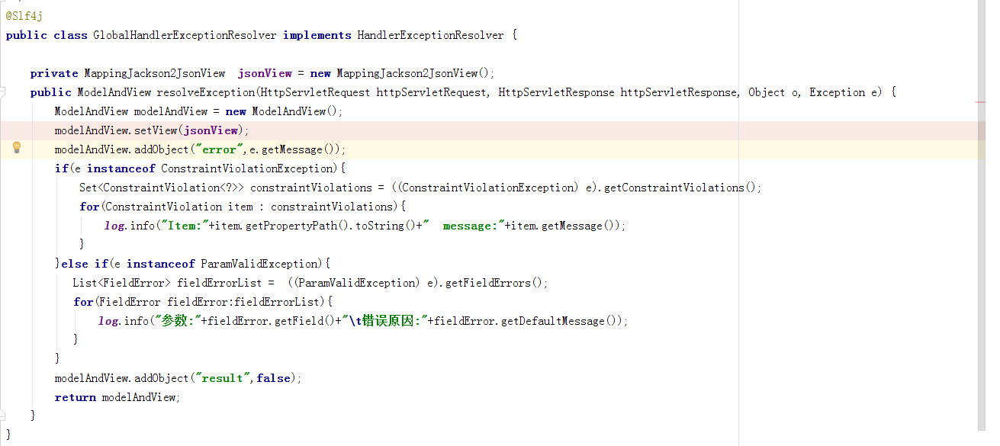 @Slf4j
public class GlobalHandlerExceptionResolver implements HandlerExceptionResolver {
private MappingJackson2JsonView  jsonView = new MappingJackson2JsonView();
public ModelAndView resolveException(HttpServletRequest httpServletRequest, HttpServletResponse httpServletResponse, Object o, Exception e) {
ModelAndView modelAndView = new ModelAndView();
modelAndView.setView(jsonView);
modelAndView.addObject("error",e.getMessage());
if(e instanceof ConstraintViolationException){
Set<ConstraintViolation<?>> constraintViolations = ((ConstraintViolationException) e).getConstraintViolations();
for(ConstraintViolation item : constraintViolations){
log.info("Item:"+item.getPropertyPath().toString()+"  message:"+item.getMessage());
}
}else if(e instanceof ParamValidException){
List<FieldError> fieldErrorList =  ((ParamValidException) e).getFieldErrors();
for(FieldError fieldError:fieldErrorList){
log.info("参数:"+fieldError.getField()+"\t错误原因:"+fieldError.getDefaultMessage());
}
}
modelAndView.addObject("result",false);
return modelAndView;
}
}